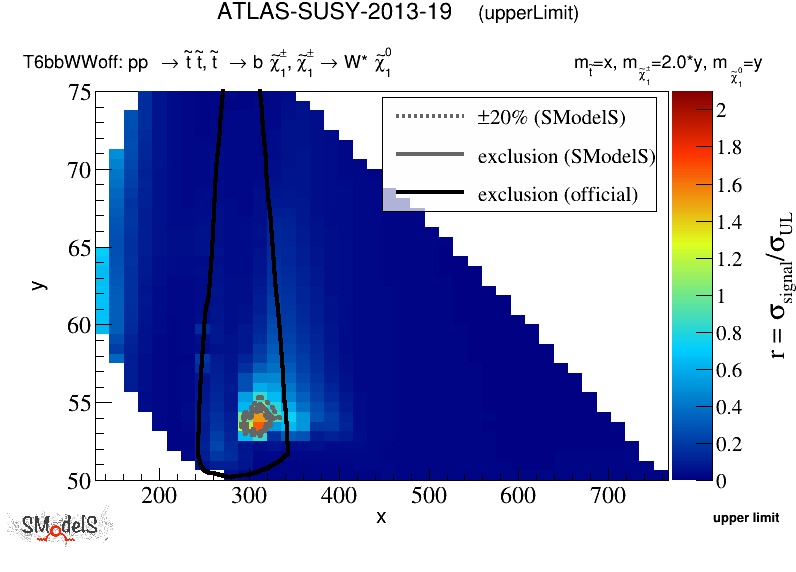 ATLAS-SUSY-2013-19 (upperLimit)
T6bbWWoff: pp → t̃ t̃, t̃ → b χ̃₁±, χ̃₁± → W* χ̃₁⁰
m_t̃=x, m_χ̃₁±=2.0*y, m_χ̃₁⁰=y
±20% (SModelS)
exclusion (SModelS)
exclusion (official)
75
70
65
60
55
50
y
200 300 400 500 600 700
x
2
1.8
1.6
1.4
1.2
1
0.8
0.6
0.4
0.2
0
r = σ_signal/σ_UL
SModelS
upper limit